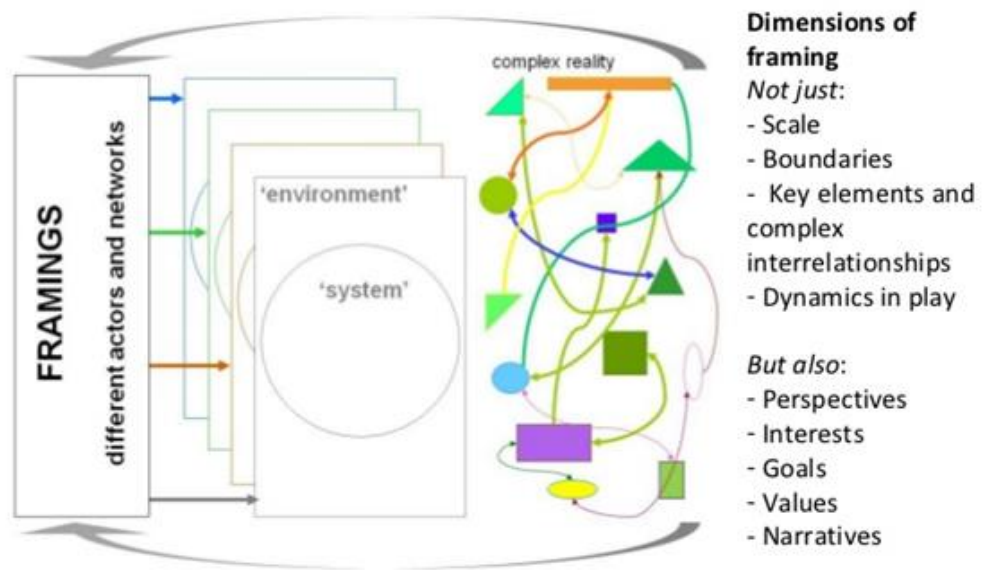 FRAMINGS
different actors and networks
'environment'
'system'
complex reality
Dimensions of
framing
Not just:
- Scale
- Boundaries
- Key elements and
complex
interrelationships
- Dynamics in play
But also:
- Perspectives
- Interests
- Goals
- Values
- Narratives